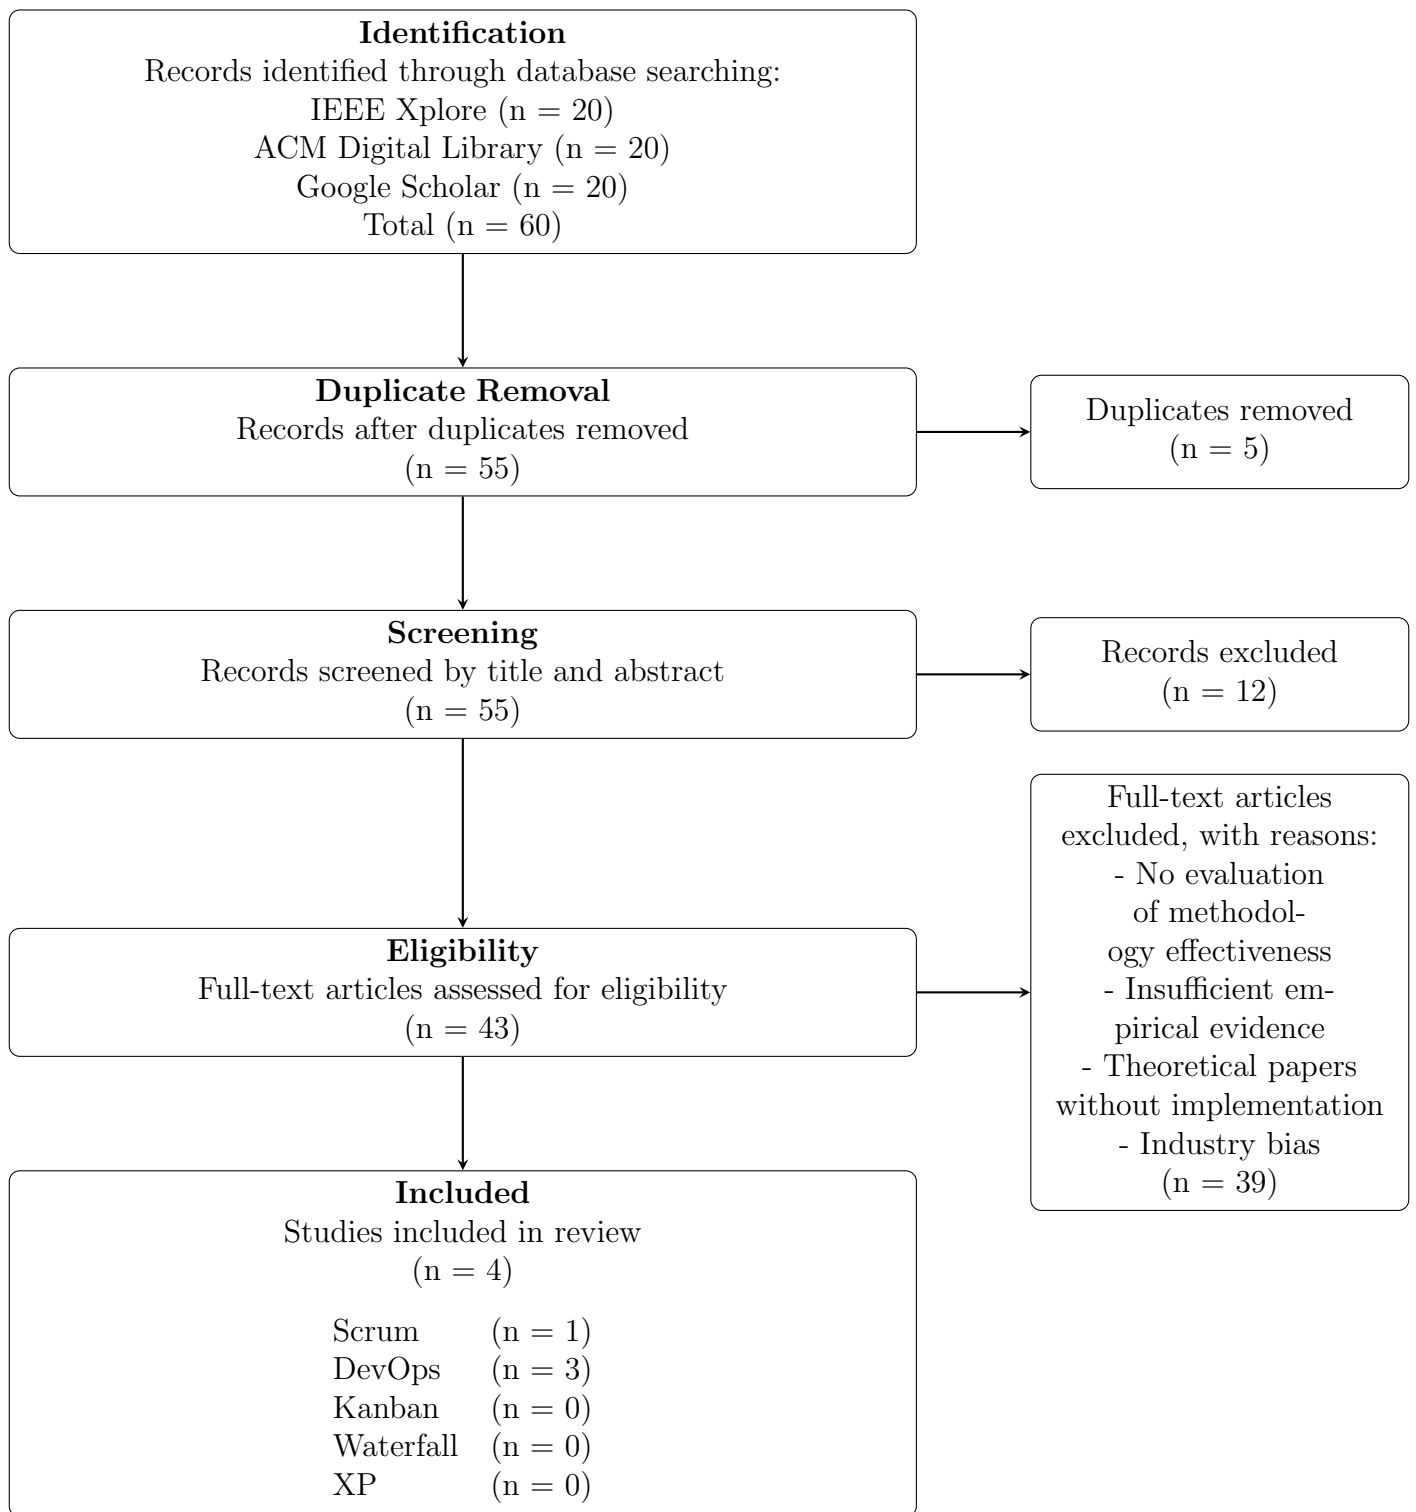 Identification
Records identified through database searching:
IEEE Xplore (n = 20)
ACM Digital Library (n = 20)
Google Scholar (n = 20)
Total (n = 60)
Duplicate Removal
Records after duplicates removed
(n = 55)
Duplicates removed
(n = 5)
Screening
Records screened by title and abstract
(n = 55)
Records excluded
(n = 12)
Eligibility
Full-text articles assessed for eligibility
(n = 43)
Full-text articles
excluded, with reasons:
- No evaluation
of methodol-
ogy effectiveness
- Insufficient em-
pirical evidence
- Theoretical papers
without implementation
- Industry bias
(n = 39)
Included
Studies included in review
(n = 4)
Scrum (n = 1)
DevOps (n = 3)
Kanban (n = 0)
Waterfall (n = 0)
XP (n = 0)